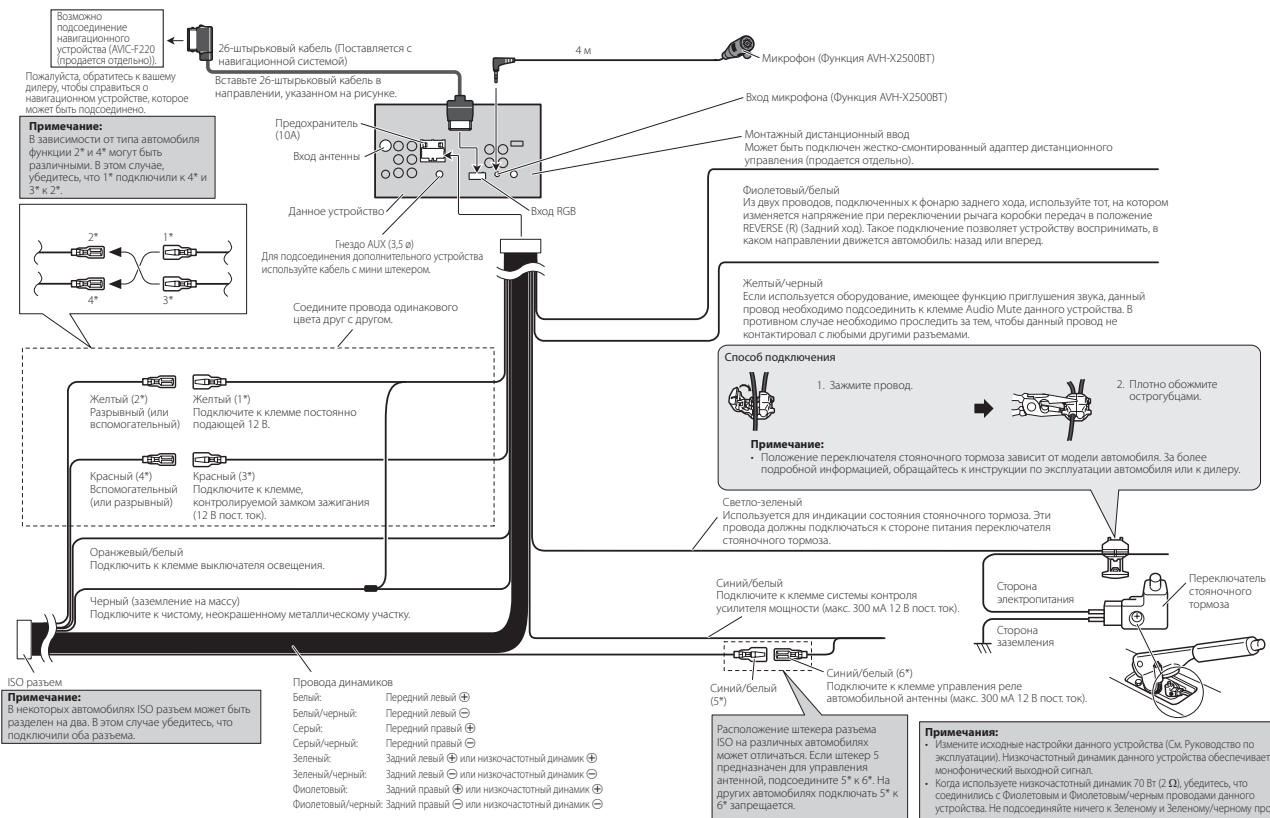 Возможно
подсоединение
навигационного
устройства (AVIC-F220
(продается отдельно)).
26-штырьковый кабель (Поставляется с
навигационной системой)
Вставьте 26-штырьковый кабель в
направлении, указанном на рисунке.
Пожалуйста, обратитесь к вашему
дилеру, чтобы справиться о
навигационном устройстве, которое
может быть подсоединено.
Примечание:
В зависимости от типа автомобиля
функции 2* и 4* могут быть
различными. В этом случае,
убедитесь, что 1* подключили к 4* и
3* к 2*.
4 м
Микрофон (Функция AVH-X2500BT)
Вход микрофона (Функция AVH-X2500BT)
Предохранитель
(10A)
Вход антенны
Монтажный дистанционный ввод
Может быть подключен жестко-смонтированный адаптер дистанционного
управления (продается отдельно).
Данное устройство
Вход RGB
Гнездо AUX (3,5 ø)
Для подсоединения дополнительного устройства
используйте кабель с мини штекером.
Фиолетовый/белый
Из двух проводов, подключенных к фонарю заднего хода, используйте тот, на котором
изменяется напряжение при переключении рычага коробки передач в положение
REVERSE (R) (Задний ход). Такое подключение позволяет устройству воспринимать, в
каком направлении движется автомобиль: назад или вперед.
2*
1*
4*
3*
Соедините провода одинакового
цвета друг с другом.
Желтый/черный
Если используется оборудование, имеющее функцию приглушения звука, данный
провод необходимо подсоединить к клемме Audio Mute данного устройства. В
противном случае необходимо проследить за тем, чтобы данный провод не
контактировал с любыми другими разъемами.
Способ подключения
1. Зажмите провод.
2. Плотно обожмите
острогубцами.
Примечание:
• Положение переключателя стояночного тормоза зависит от модели автомобиля. За более
подробной информацией, обращайтесь к инструкции по эксплуатации автомобиля или к дилеру.
Желтый (2*)
Разрывный (или
вспомогательный)
Желтый (1*)
Подключите к клемме постоянно
подающей 12 В.
Красный (4*)
Вспомогательный
(или разрывный)
Красный (3*)
Подключите к клемме,
контролируемой замком зажигания
(12 В пост. ток).
Светло-зеленый
Используется для индикации состояния стояночного тормоза. Эти
провода должны подключаться к стороне питания переключателя
стояночного тормоза.
Оранжевый/белый
Подключить к клемме выключателя освещения.
Черный (заземление на массу)
Подключите к чистому, неокрашенному металлическому участку.
Синий/белый
Подключите к клемме системы контроля
усилителя мощности (макс. 300 мА 12 В пост. ток).
Сторона
электропитания
Переключатель
стояночного
тормоза
Сторона
заземления
ISO разъем
Примечание:
В некоторых автомобилях ISO разъем может быть
разделен на два. В этом случае убедитесь, что
подключили оба разъема.
Провода динамиков
Белый: Передний левый ⊕
Белый/черный: Передний левый ⊖
Серый: Передний правый ⊕
Серый/черный: Передний правый ⊖
Зеленый: Задний левый ⊕ или низкочастотный динамик ⊕
Зеленый/черный: Задний левый ⊖ или низкочастотный динамик ⊖
Фиолетовый: Задний правый ⊕ или низкочастотный динамик ⊕
Фиолетовый/черный: Задний правый ⊖ или низкочастотный динамик ⊖
Синий/белый
(5*)
Синий/белый (6*)
Подключите к клемме управления реле
автомобильной антенны (макс. 300 мА 12 В пост. ток).
Расположение штекера разъема
ISO на различных автомобилях
может отличаться. Если штекер 5
предназначен для управления
антенной, подсоедините 5* к 6*. На
других автомобилях подключать 5* к
6* запрещается.
Примечания:
• Измените исходные настройки данного устройства (См. Руководство по
эксплуатации). Низкочастотный динамик данного устройства обеспечивает
монофонический выходной сигнал.
• Когда используете низкочастотный динамик 70 Вт (2 Ω), убедитесь, что
соединились с Фиолетовым и Фиолетовым/черным проводами данного
устройства. Не подсоединяйте ничего к Зеленому и Зеленому/черному про